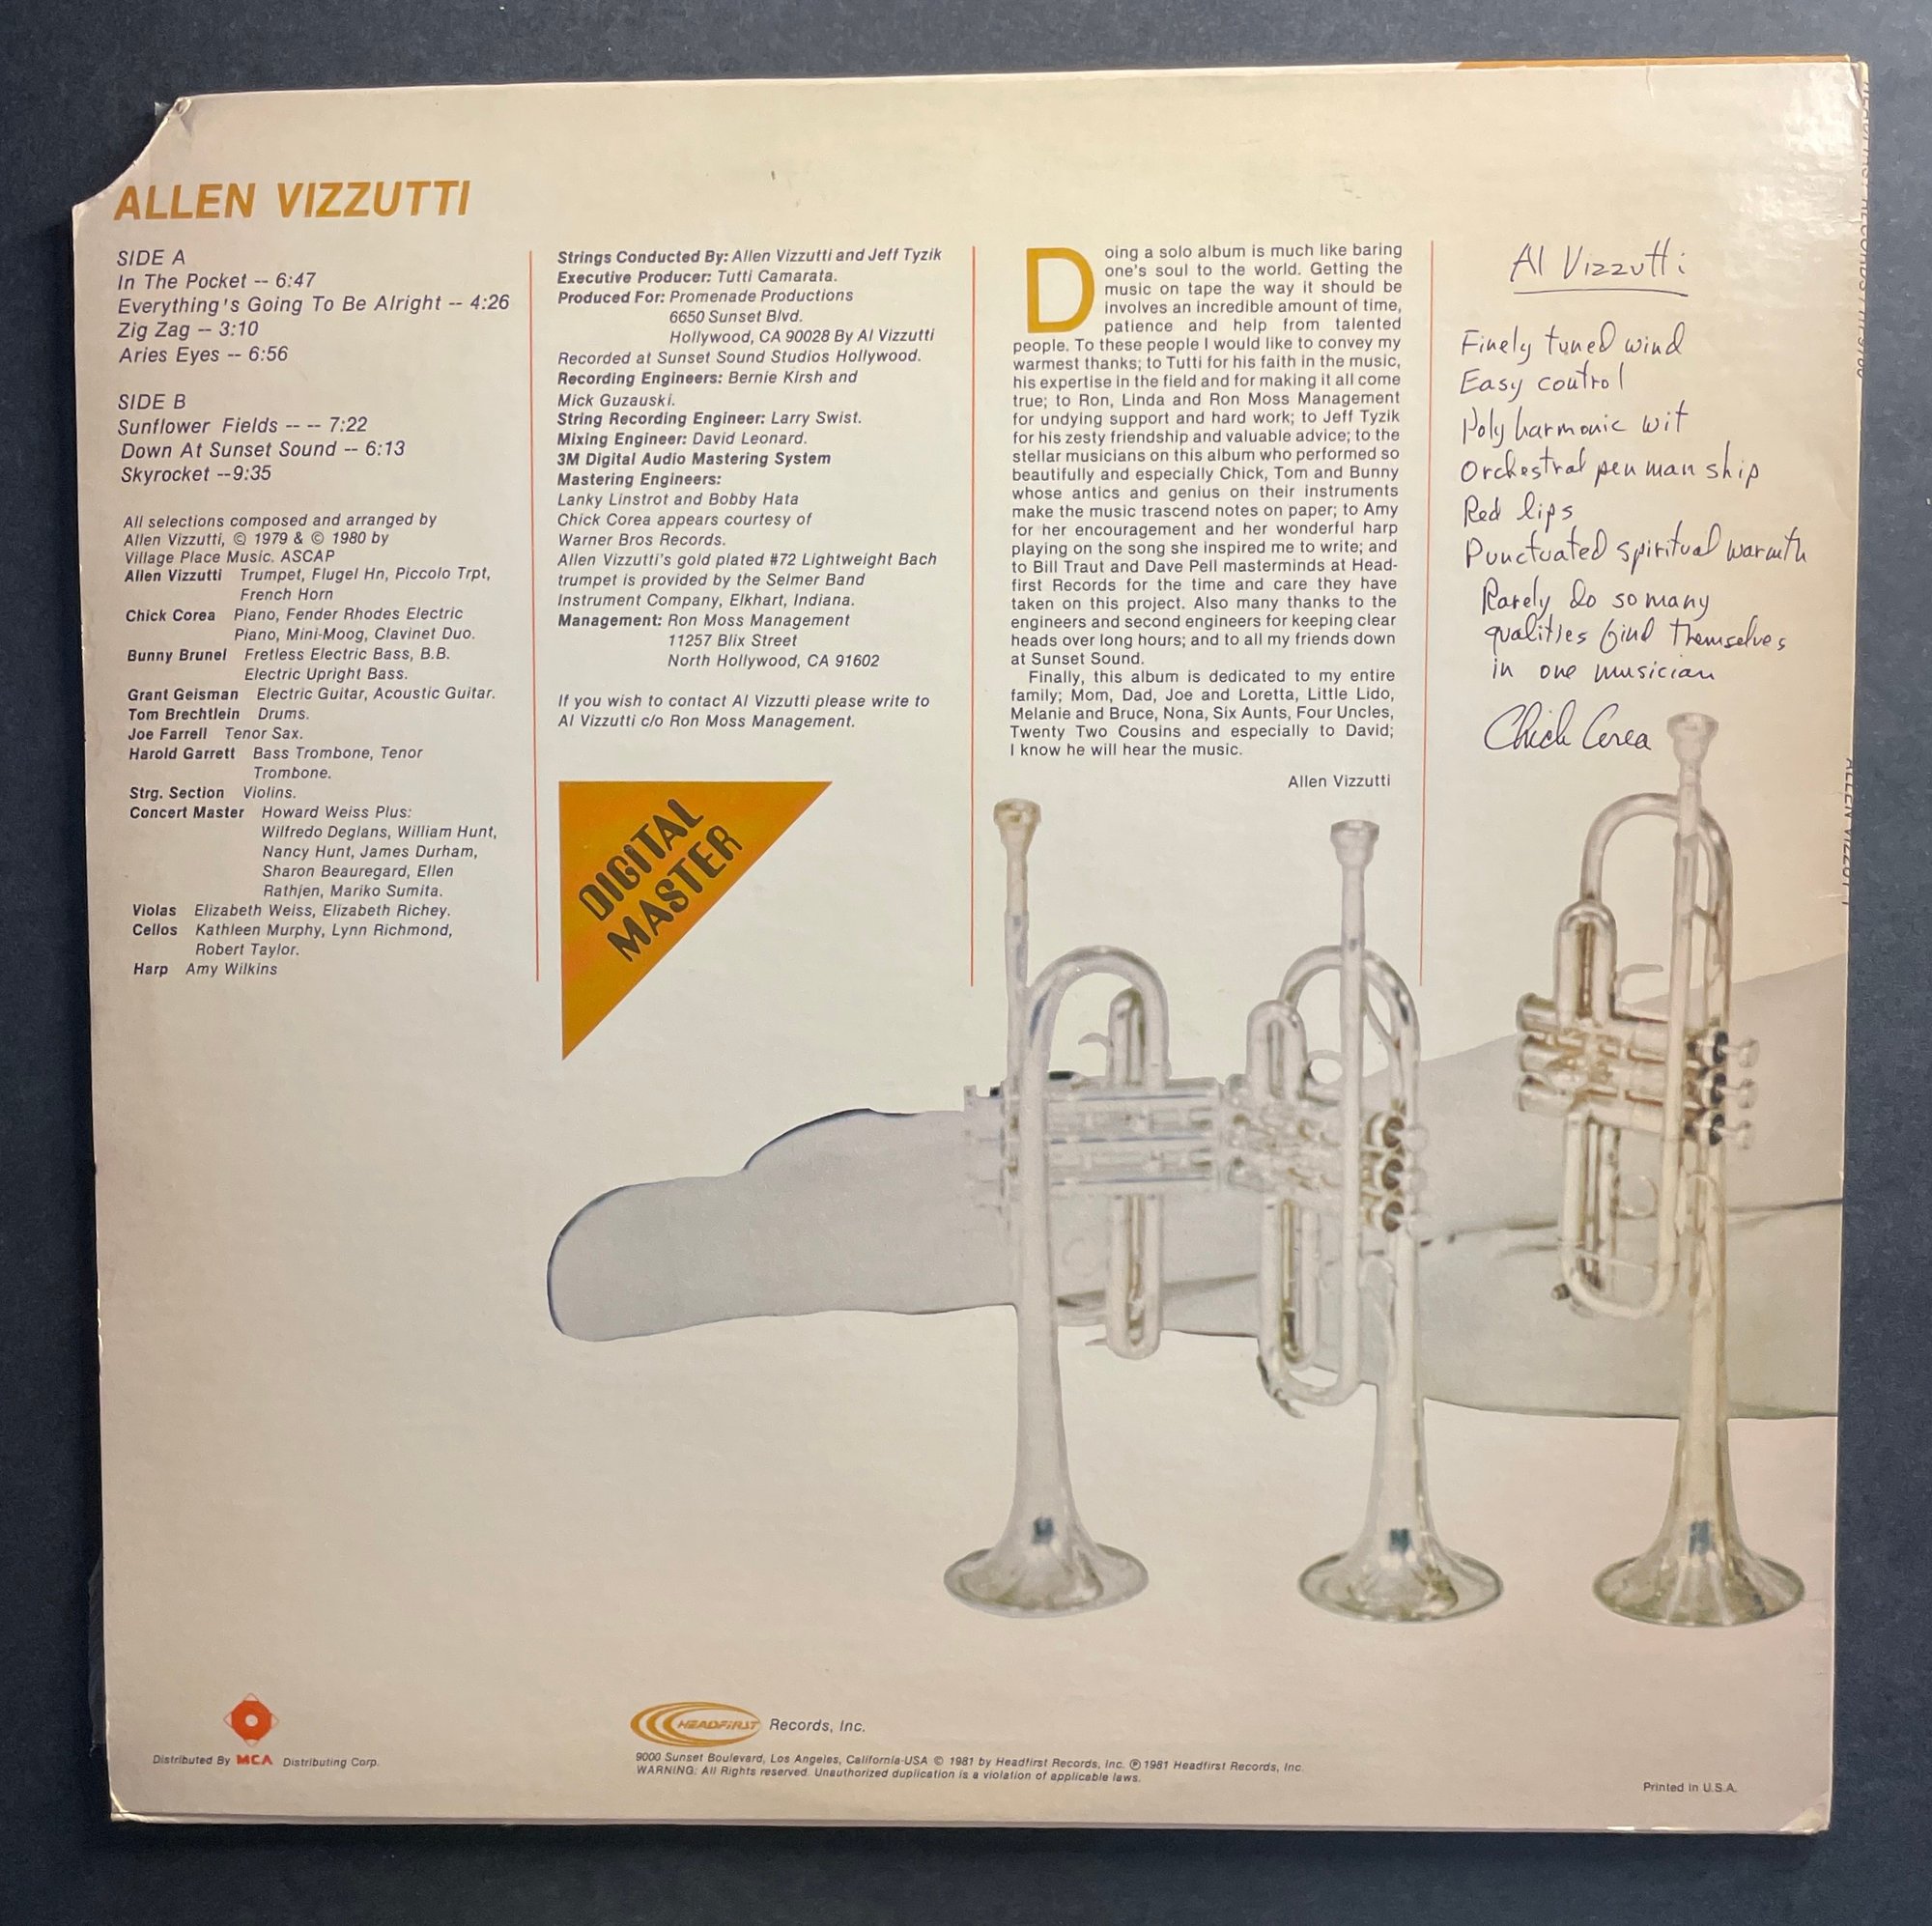 ALLEN VIZZUTTI
SIDE A
In The Pocket -- 6:47
Everything's Going To Be Alright -- 4:26
Zig Zag -- 3:10
Aries Eyes -- 6:56
SIDE B
Sunflower Fields -- -- 7:22
Down At Sunset Sound -- 6:13
Skyrocket --9:35
All selections composed and arranged by
Allen Vizzutti, © 1979 & © 1980 by
Village Place Music. ASCAP
Allen Vizzutti Trumpet, Flugel Hn, Piccolo Trpt,
French Horn
Chick Corea Piano, Fender Rhodes Electric
Piano, Mini-Moog, Clavinet Duo.
Bunny Brunel Fretless Electric Bass, B.B.
Electric Upright Bass.
Grant Geisman Electric Guitar, Acoustic Guitar.
Tom Brechtlein Drums.
Joe Farrell Tenor Sax.
Harold Garrett Bass Trombone, Tenor
Trombone.
Strg. Section Violins.
Concert Master Howard Weiss Plus:
Wilfredo Deglans, William Hunt,
Nancy Hunt, James Durham,
Sharon Beauregard, Ellen
Rathjen, Mariko Sumita.
Violas Elizabeth Weiss, Elizabeth Richey.
Cellos Kathleen Murphy, Lynn Richmond,
Robert Taylor.
Harp Amy Wilkins
Strings Conducted By: Allen Vizzutti and Jeff Tyzik
Executive Producer: Tutti Camarata.
Produced For: Promenade Productions
6650 Sunset Blvd.
Hollywood, CA 90028 By Al Vizzutti
Recorded at Sunset Sound Studios Hollywood.
Recording Engineers: Bernie Kirsh and
Mick Guzauski.
String Recording Engineer: Larry Swist.
Mixing Engineer: David Leonard.
3M Digital Audio Mastering System
Mastering Engineers:
Lanky Linstrot and Bobby Hata
Chick Corea appears courtesy of
Warner Bros Records.
Allen Vizzutti's gold plated #72 Lightweight Bach
trumpet is provided by the Selmer Band
Instrument Company, Elkhart, Indiana.
Management: Ron Moss Management
11257 Blix Street
North Hollywood, CA 91602
If you wish to contact Al Vizzutti please write to
Al Vizzutti c/o Ron Moss Management.
DIGITAL
MASTER
Doing a solo album is much like baring
one's soul to the world. Getting the
music on tape the way it should be
involves an incredible amount of time,
patience and help from talented
people. To these people I would like to convey my
warmest thanks; to Tutti for his faith in the music,
his expertise in the field and for making it all come
true; to Ron, Linda and Ron Moss Management
for undying support and hard work; to Jeff Tyzik
for his zesty friendship and valuable advice; to the
stellar musicians on this album who performed so
beautifully and especially Chick, Tom and Bunny
whose antics and genius on their instruments
make the music trascend notes on paper; to Amy
for her encouragement and her wonderful harp
playing on the song she inspired me to write; and
to Bill Traut and Dave Pell masterminds at Head-
first Records for the time and care they have
taken on this project. Also many thanks to the
engineers and second engineers for keeping clear
heads over long hours; and to all my friends down
at Sunset Sound.
Finally, this album is dedicated to my entire
family; Mom, Dad, Joe and Loretta, Little Lido,
Melanie and Bruce, Nona, Six Aunts, Four Uncles,
Twenty Two Cousins and especially to David;
I know he will hear the music.
Allen Vizzutti
Al Vizzutti
Finely tuned wind
Easy control
Poly harmonic wit
Orchestral pen man ship
Red lips
Punctuated spiritual warmth
Rarely do so many
qualities find themselves
in one musician
Chick Corea
ALLEN VIZZUTTI
Distributed By MCA Distributing Corp.
HEADFIRST Records, Inc.
9000 Sunset Boulevard, Los Angeles, California-USA © 1981 by Headfirst Records, Inc. ℗ 1981 Headfirst Records, Inc.
WARNING: All Rights reserved. Unauthorized duplication is a violation of applicable laws.
Printed in U.S.A.